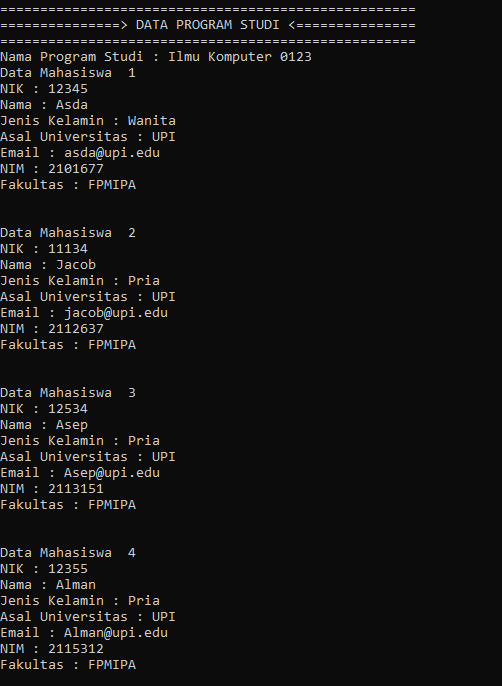 ====================================================
===============> DATA PROGRAM STUDI <===============
====================================================
Nama Program Studi : Ilmu Komputer 0123
Data Mahasiswa  1
NIK : 12345
Nama : Asda
Jenis Kelamin : Wanita
Asal Universitas : UPI
Email : asda@upi.edu
NIM : 2101677
Fakultas : FPMIPA
Data Mahasiswa  2
NIK : 11134
Nama : Jacob
Jenis Kelamin : Pria
Asal Universitas : UPI
Email : jacob@upi.edu
NIM : 2112637
Fakultas : FPMIPA
Data Mahasiswa  3
NIK : 12534
Nama : Asep
Jenis Kelamin : Pria
Asal Universitas : UPI
Email : Asep@upi.edu
NIM : 2113151
Fakultas : FPMIPA
Data Mahasiswa  4
NIK : 12355
Nama : Alman
Jenis Kelamin : Pria
Asal Universitas : UPI
Email : Alman@upi.edu
NIM : 2115312
Fakultas : FPMIPA